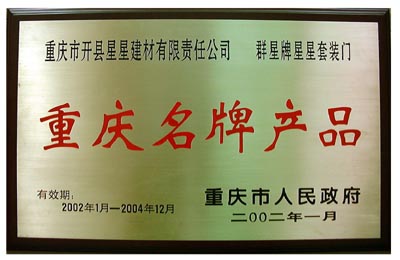 重庆市开县星星建材有限责任公司 群星牌星星套装门
重庆名牌产品
有效期:
2002年1月—2004年12月
重庆市人民政府
二00二年一月